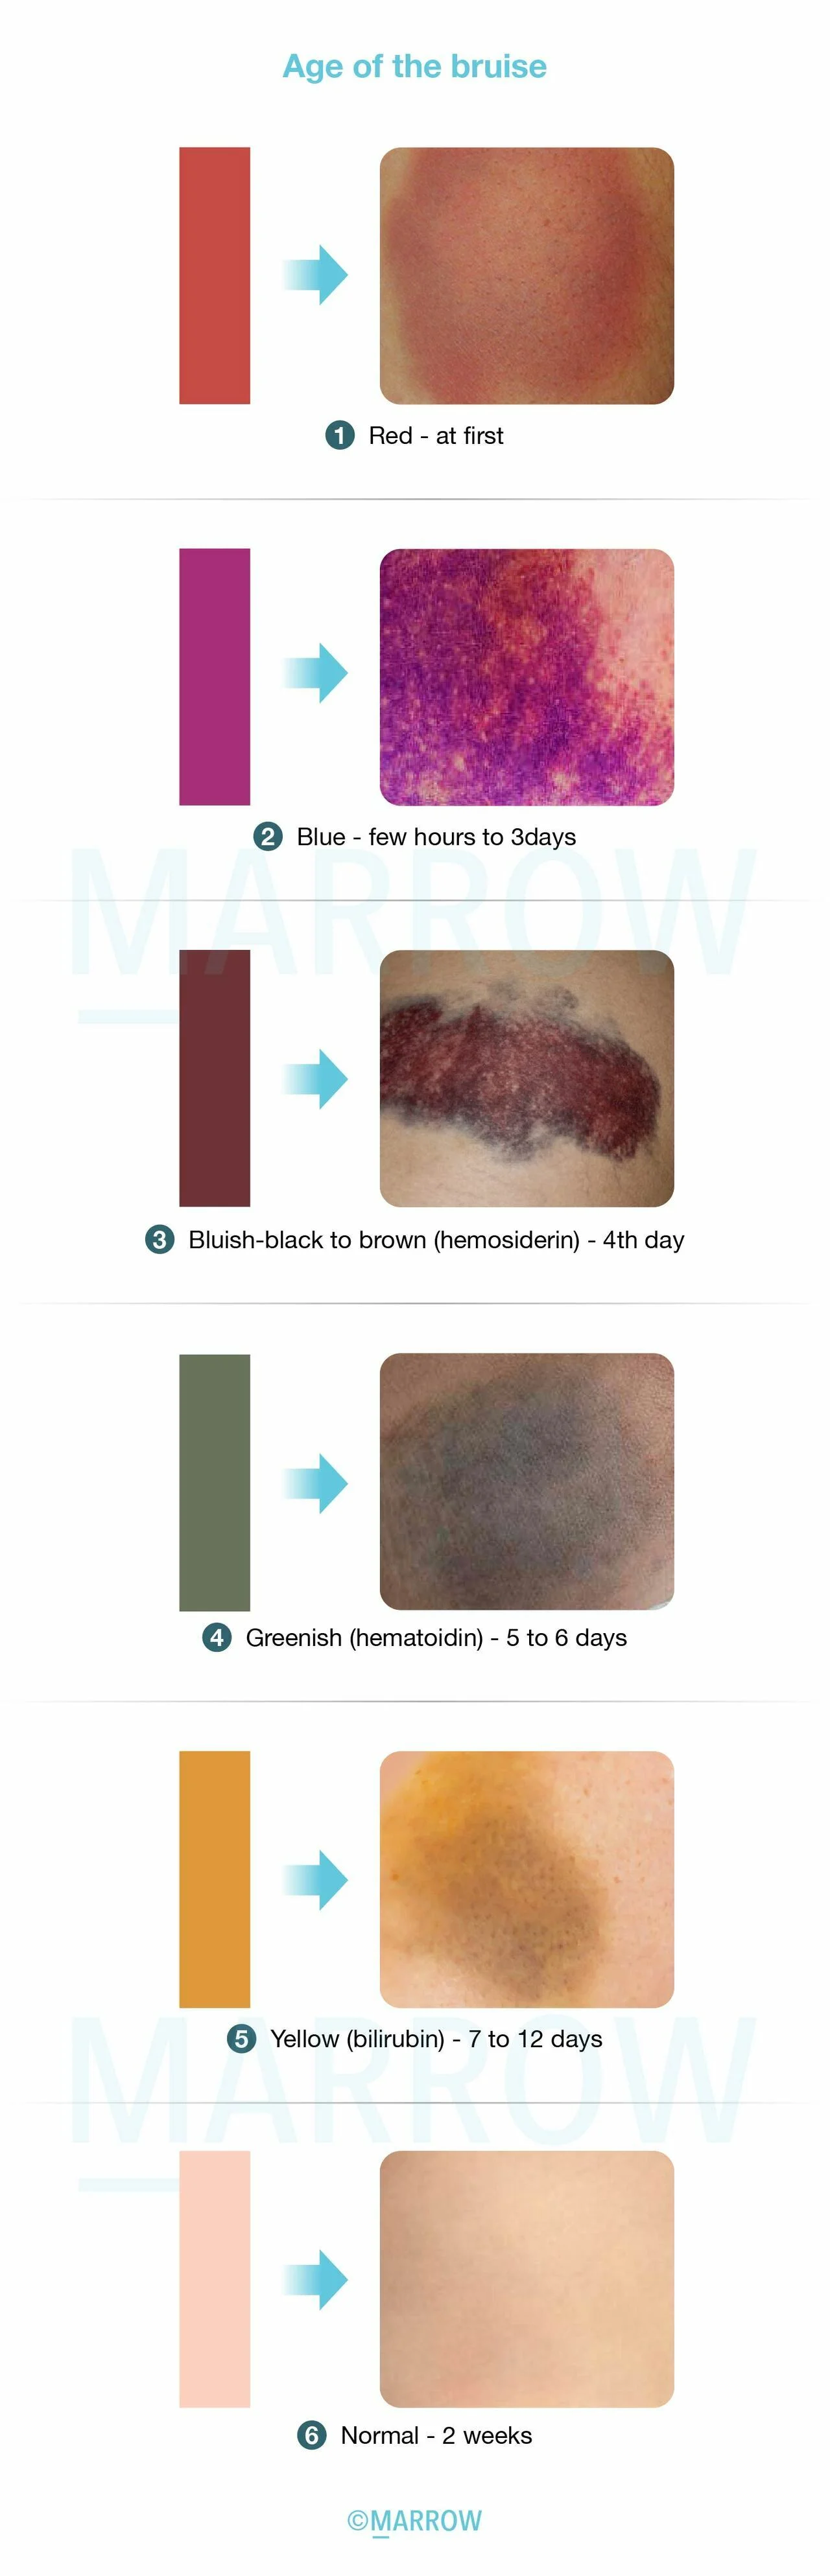 Age of the bruise
1 Red - at first
2 Blue - few hours to 3days
MARROW
3 Bluish-black to brown (hemosiderin) - 4th day
4 Greenish (hematoidin) - 5 to 6 days
5 Yellow (bilirubin) - 7 to 12 days
MARROW
6 Normal - 2 weeks
©MARROW